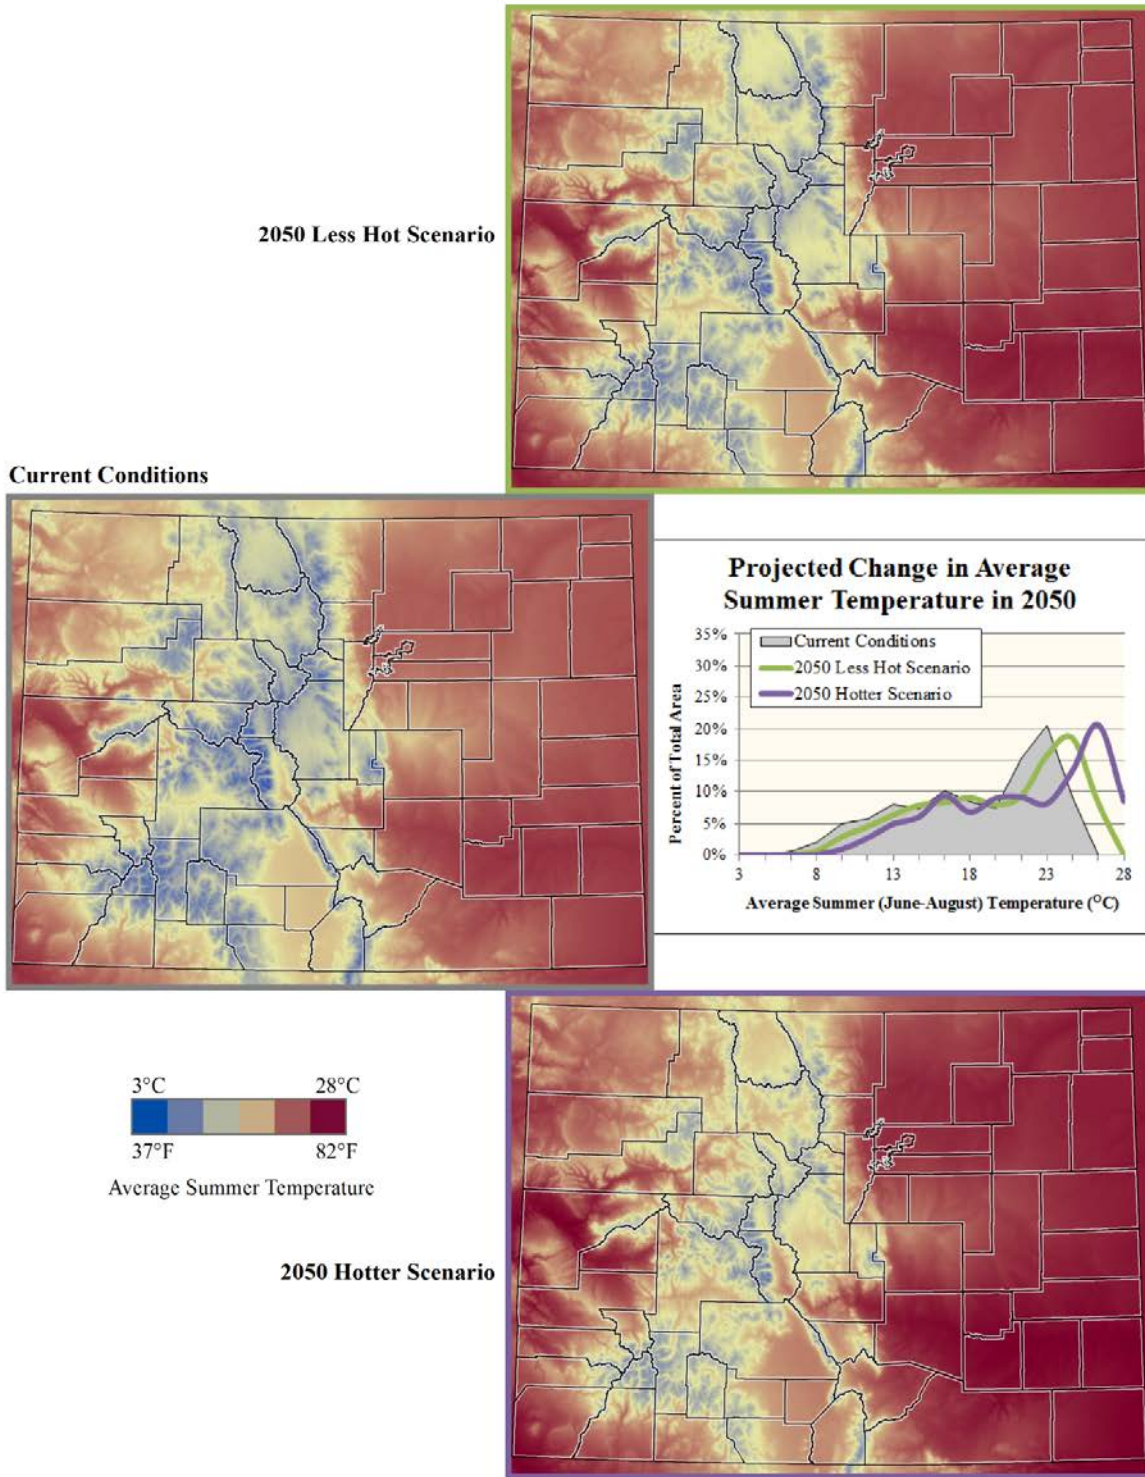 2050 Less Hot Scenario
Current Conditions
Projected Change in Average
Summer Temperature in 2050
35%
30%
25%
20%
15%
10%
5%
0%
Percent of Total Area
Current Conditions
2050 Less Hot Scenario
2050 Hotter Scenario
3 8 13 18 23 28
Average Summer (June-August) Temperature (°C)
3°C 28°C
37°F 82°F
Average Summer Temperature
2050 Hotter Scenario